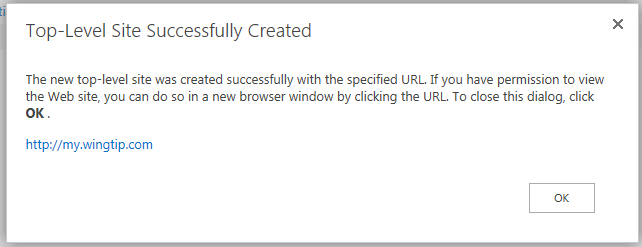 Top-Level Site Successfully Created
The new top-level site was created successfully with the specified URL. If you have permission to view
the Web site, you can do so in a new browser window by clicking the URL. To close this dialog, click
OK .
http://my.wingtip.com
OK